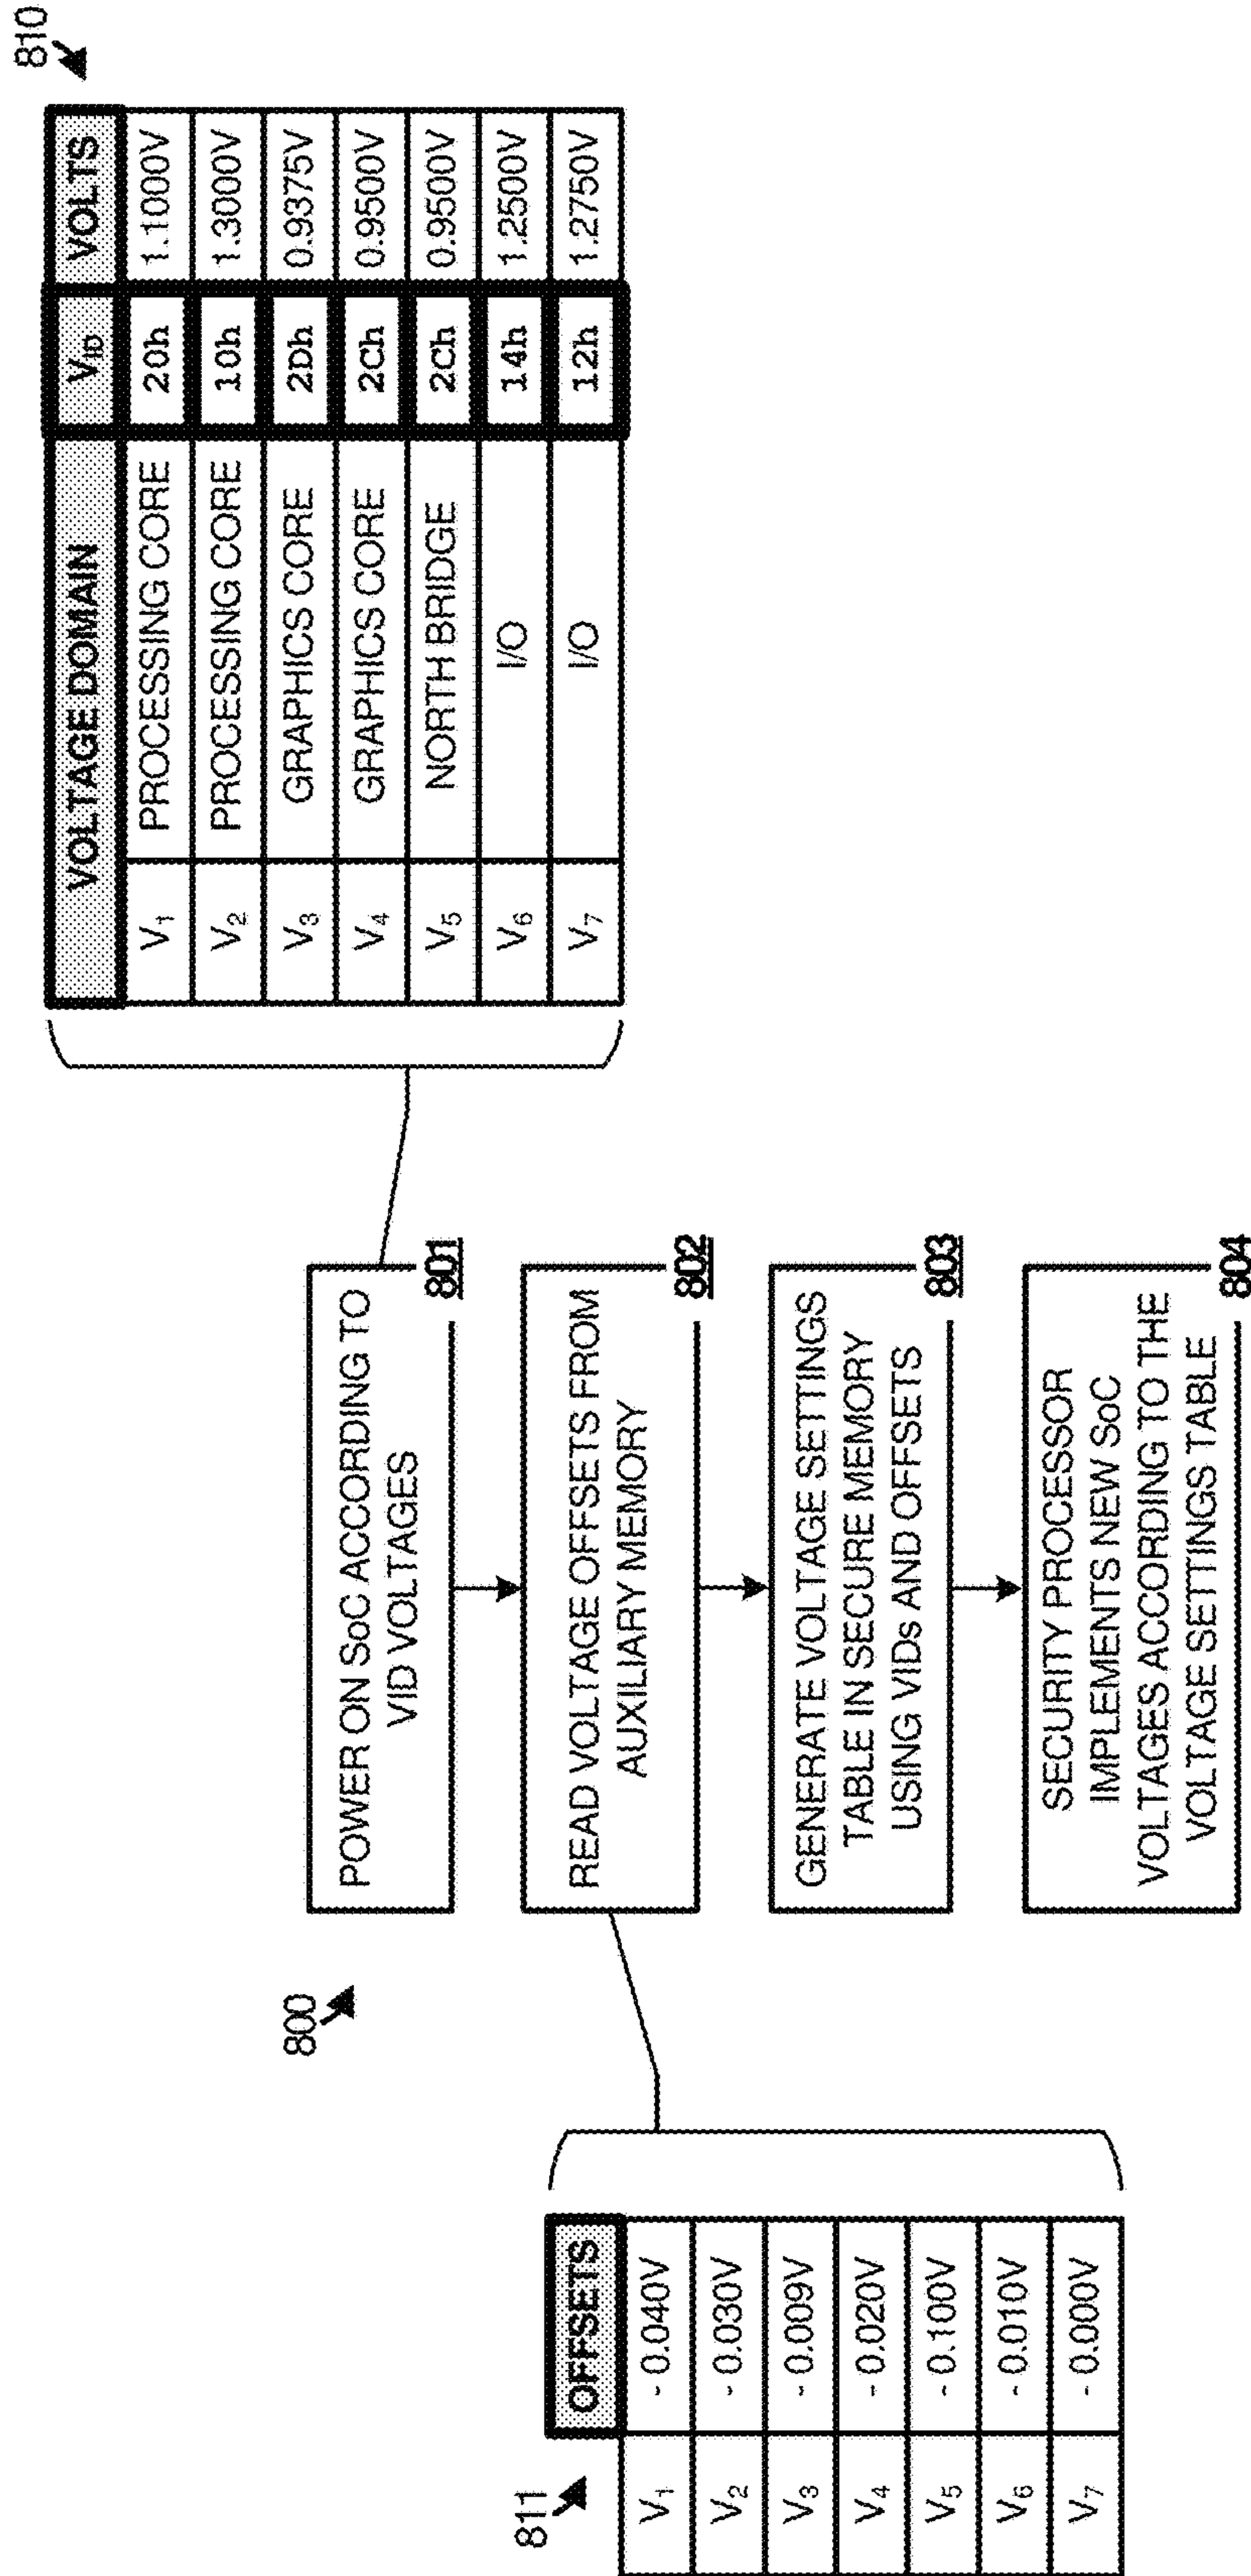 810
VOLTAGE DOMAIN V_ID VOLTS
V₁ PROCESSING CORE 20h 1.1000V
V₂ PROCESSING CORE 10h 1.3000V
V₃ GRAPHICS CORE 2Dh 0.9375V
V₄ GRAPHICS CORE 2Ch 0.9500V
V₅ NORTH BRIDGE 2Ch 0.9500V
V₆ I/O 14h 1.2500V
V₇ I/O 12h 1.2750V
800
POWER ON SoC ACCORDING TO
VID VOLTAGES
801
READ VOLTAGE OFFSETS FROM
AUXILIARY MEMORY
802
GENERATE VOLTAGE SETTINGS
TABLE IN SECURE MEMORY
USING VIDs AND OFFSETS
803
SECURITY PROCESSOR
IMPLEMENTS NEW SoC
VOLTAGES ACCORDING TO THE
VOLTAGE SETTINGS TABLE
804
811
OFFSETS
V₁ - 0.040V
V₂ - 0.030V
V₃ - 0.009V
V₄ - 0.020V
V₅ - 0.100V
V₆ - 0.010V
V₇ - 0.000V